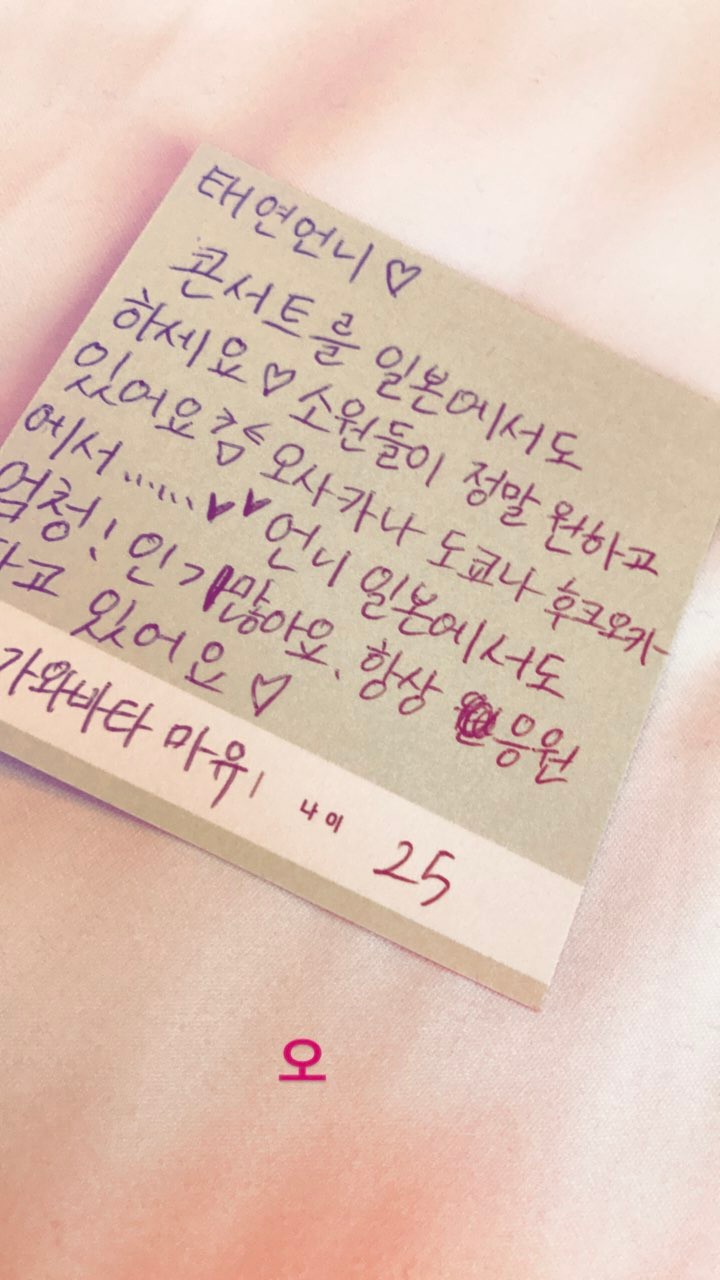 태연언니♡
콘서트를 일본에서도
하세요♡소원들이 정말 원하고
있어요 오사카나 도쿄나 후크오카
에서......♥♥언니 일본에서도
엄청! 인기많아요. 항상 응원
하고 있어요♡
가와바타 마유 나이 25
오